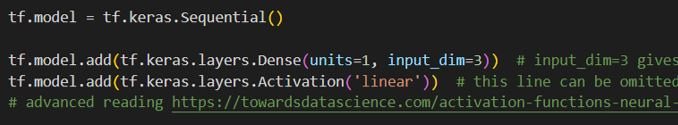 tf.model = tf.keras.Sequential()
tf.model.add(tf.keras.layers.Dense(units=1, input_dim=3))  # input_dim=3 gives
tf.model.add(tf.keras.layers.Activation('linear'))  # this line can be omitted
# advanced reading https://towardsdatascience.com/activation-functions-neural-